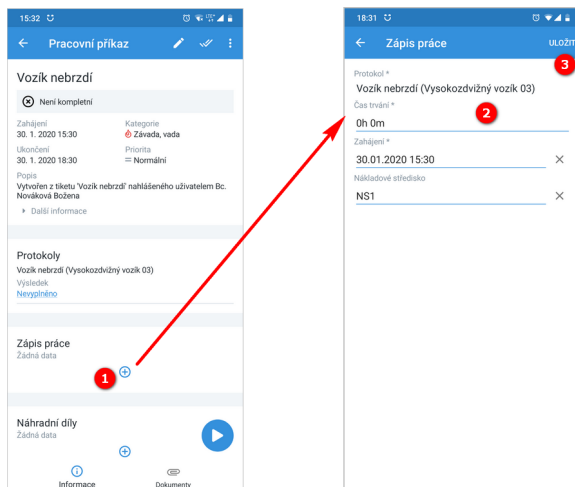 15:32
Pracovní příkaz
Vozík nebrzdí
Není kompletní
Zahájení
30. 1. 2020 15:30
Kategorie
Závada, vada
Ukončení
30. 1. 2020 18:30
Priorita
Normální
Popis
Vytvořen z tiketu 'Vozík nebrzdí' nahlášeného uživatelem Bc.
Nováková Božena
Další informace
Protokoly
Vozík nebrzdí (Vysokozdvižný vozík 03)
Výsledek
Nevyplněno
Zápis práce
Žádná data
1
Náhradní díly
Žádná data
Informace
Dokumenty
18:31
Zápis práce
ULOŽIT
3
Protokol *
Vozík nebrzdí (Vysokozdvižný vozík 03)
Čas trvání *
2
0h 0m
Zahájení *
30.01.2020 15:30
Nákladové středisko
NS1